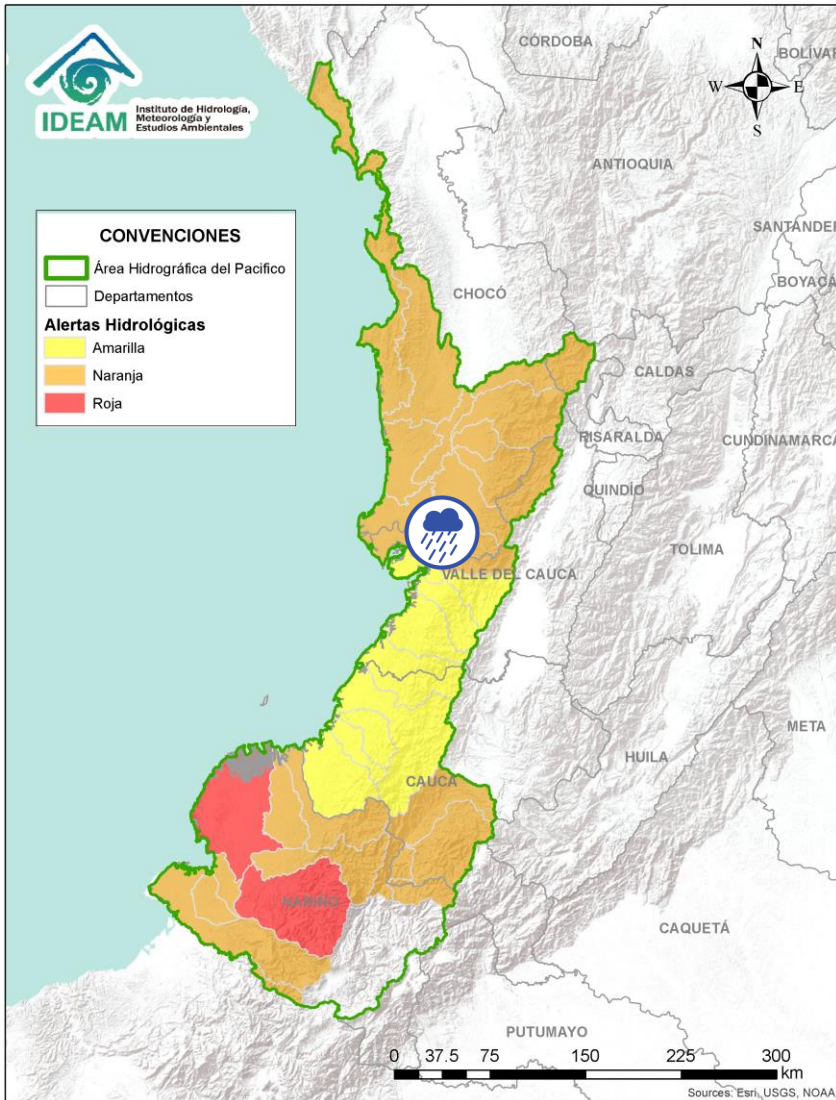 IDEAM
Instituto de Hidrología,
Meteorología y
Estudios Ambientales
CÓRDOBA
BOLÍVAR
N
W E
S
ANTIOQUIA
CONVENCIONES
Área Hidrográfica del Pacifico
Departamentos
Alertas Hidrológicas
Amarilla
Naranja
Roja
SANTANDER
BOYACÁ
CHOCÓ
CALDAS
RISARALDA
CUNDINAMARCA
QUINDÍO
TOLIMA
VALLE DEL CAUCA
META
HUILA
CAUCA
NARIÑO
CAQUETÁ
PUTUMAYO
0 37.5 75 150 225 300
km
Sources: Esri, USGS, NOAA